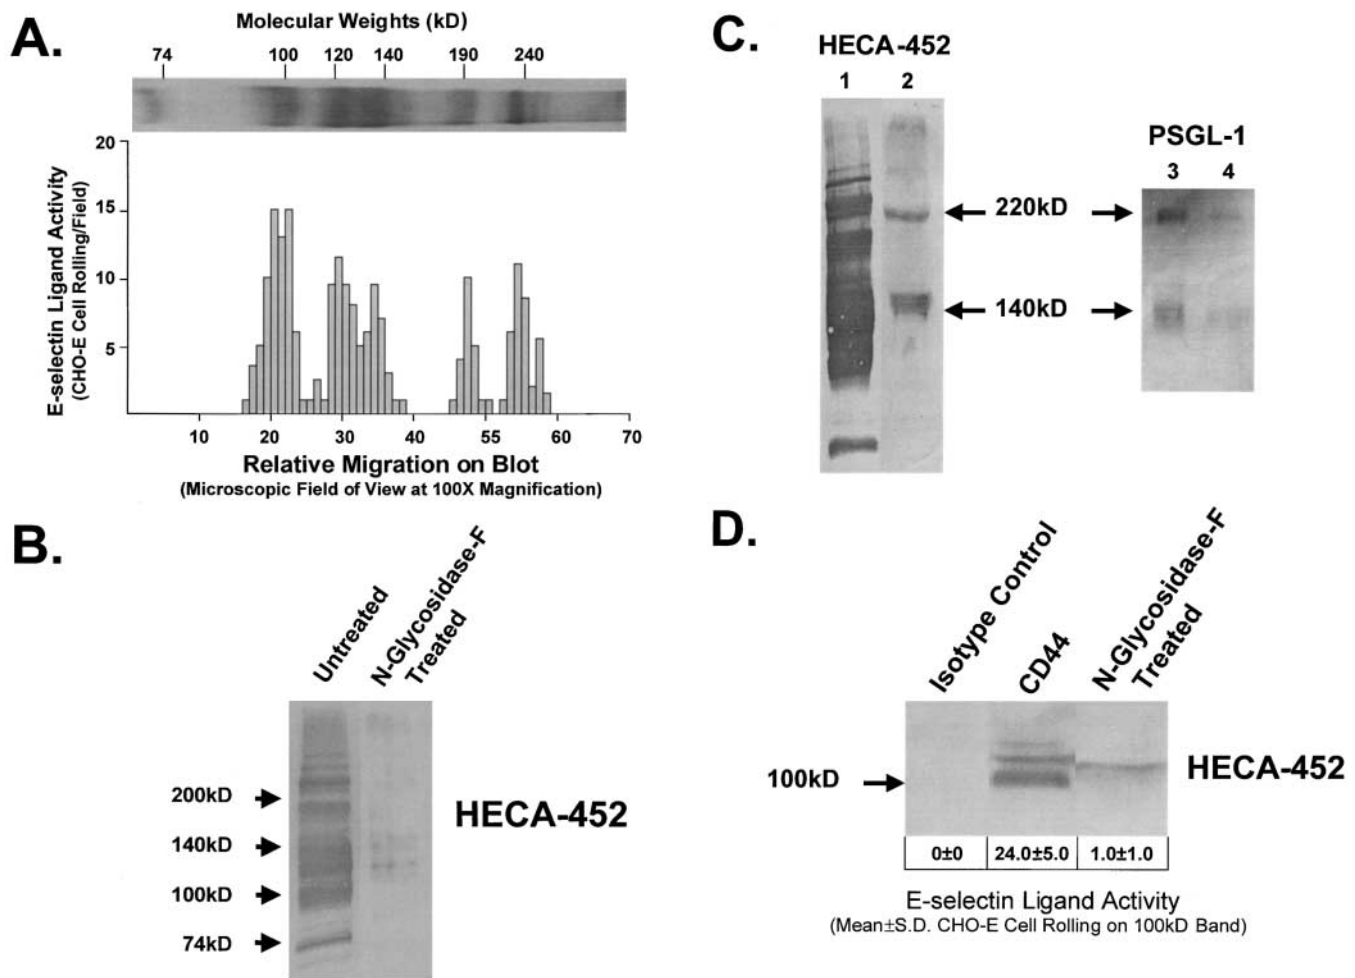 A.
Molecular Weights (kD)
74 100 120 140 190 240
E-selectin Ligand Activity
(CHO-E Cell Rolling/Field)
20
15
10
5
10 20 30 40 55 60 70
Relative Migration on Blot
(Microscopic Field of View at 100X Magnification)
B.
Untreated
N-Glycosidase-F
Treated
200kD
140kD
100kD
74kD
HECA-452
C.
HECA-452
1 2
PSGL-1
3 4
220kD
140kD
D.
Isotype Control
CD44
N-Glycosidase-F
Treated
100kD
HECA-452
0±0 24.0±5.0 1.0±1.0
E-selectin Ligand Activity
(Mean±S.D. CHO-E Cell Rolling on 100kD Band)